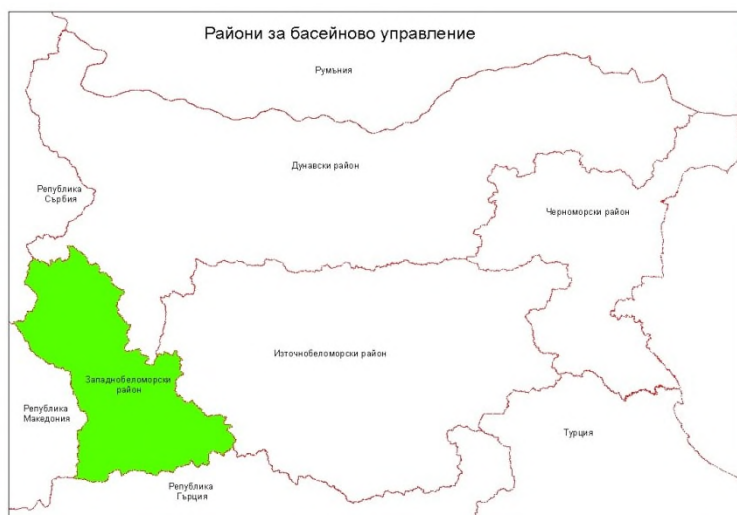 Райони за басейново управление
Румъния
Дунавски район
Република
Сърбия
Черноморски район
Източнобеломорски район
Западнобеломорски
район
Република
Македония
Турция
Република
Гърция